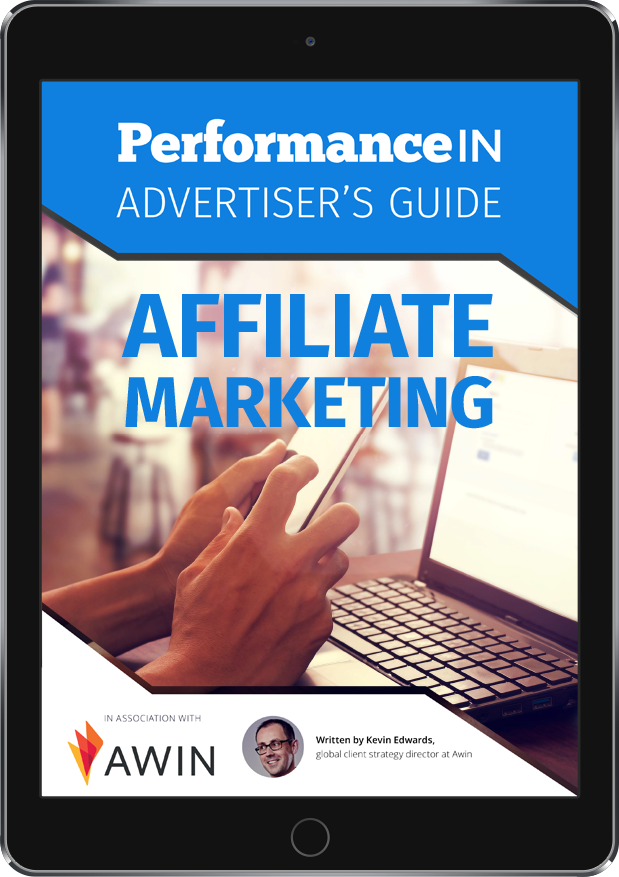 PerformanceIN
ADVERTISER'S GUIDE
AFFILIATE
MARKETING
IN ASSOCIATION WITH
AWIN
Written by Kevin Edwards,
global client strategy director at Awin